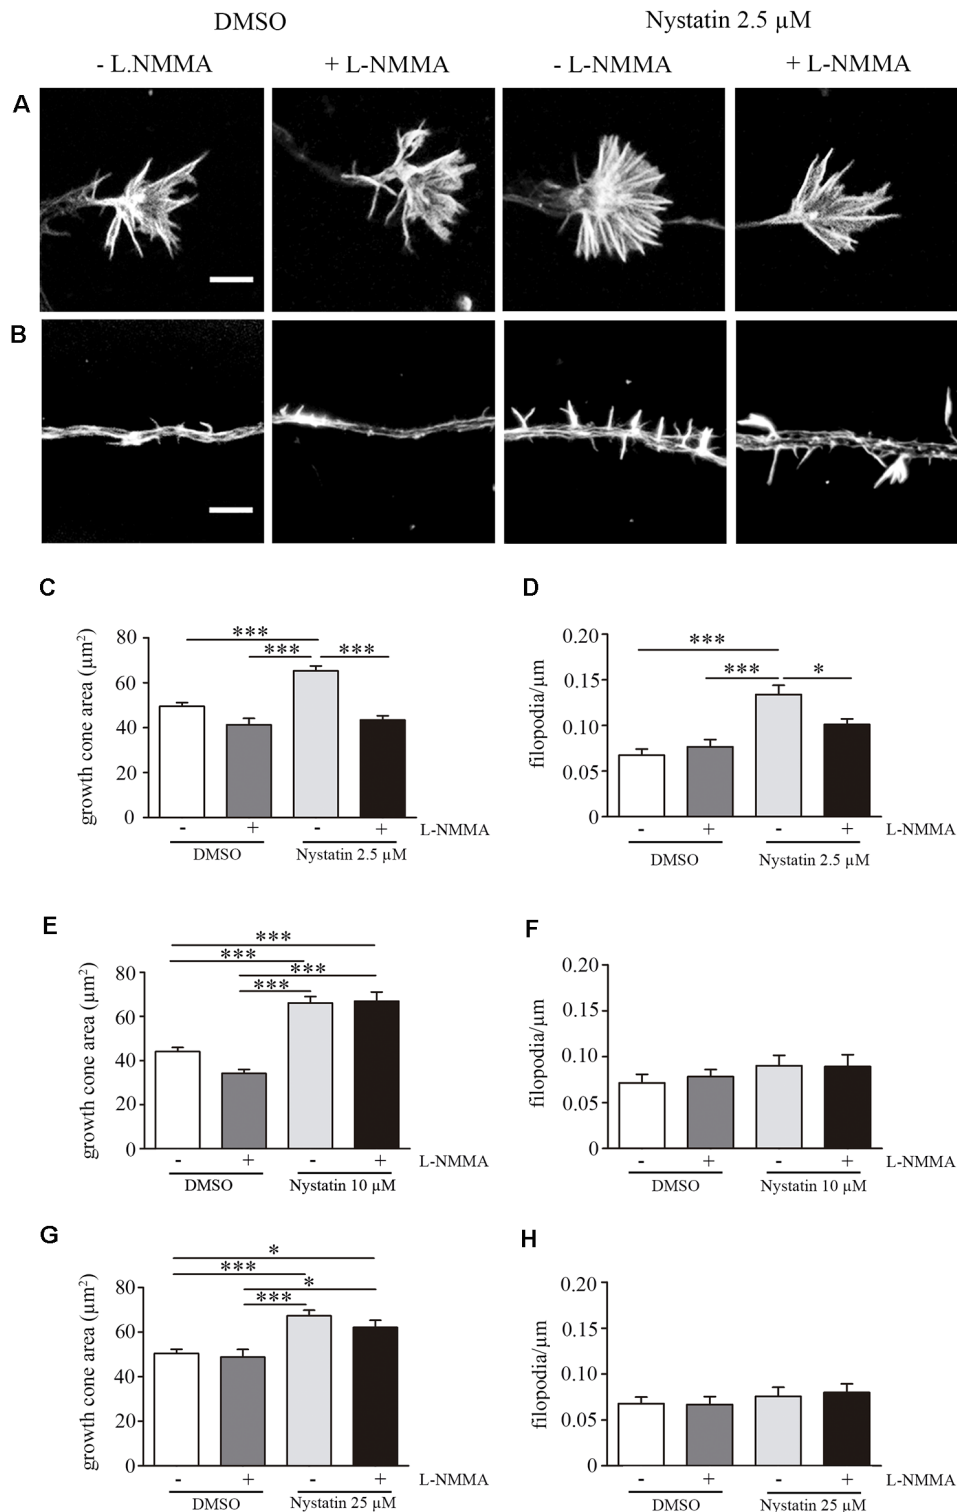 DMSO Nystatin 2.5 µM
- L.NMMA + L-NMMA - L-NMMA + L-NMMA
A
B
C
growth cone area (µm²)
80
60
40
20
0
*** *** ***
- + - + L-NMMA
DMSO Nystatin 2.5 µM
D
filopodia/µm
0.20
0.15
0.10
0.05
0
*** *** *
- + - + L-NMMA
DMSO Nystatin 2.5 µM
E
growth cone area (µm²)
80
60
40
20
0
***
***
***
***
- + - + L-NMMA
DMSO Nystatin 10 µM
F
filopodia/µm
0.20
0.15
0.10
0.05
0
- + - + L-NMMA
DMSO Nystatin 10 µM
G
growth cone area (µm²)
80
60
40
20
0
*
***
*
***
- + - + L-NMMA
DMSO Nystatin 25 µM
H
filopodia/µm
0.20
0.15
0.10
0.05
0
- + - + L-NMMA
DMSO Nystatin 25 µM